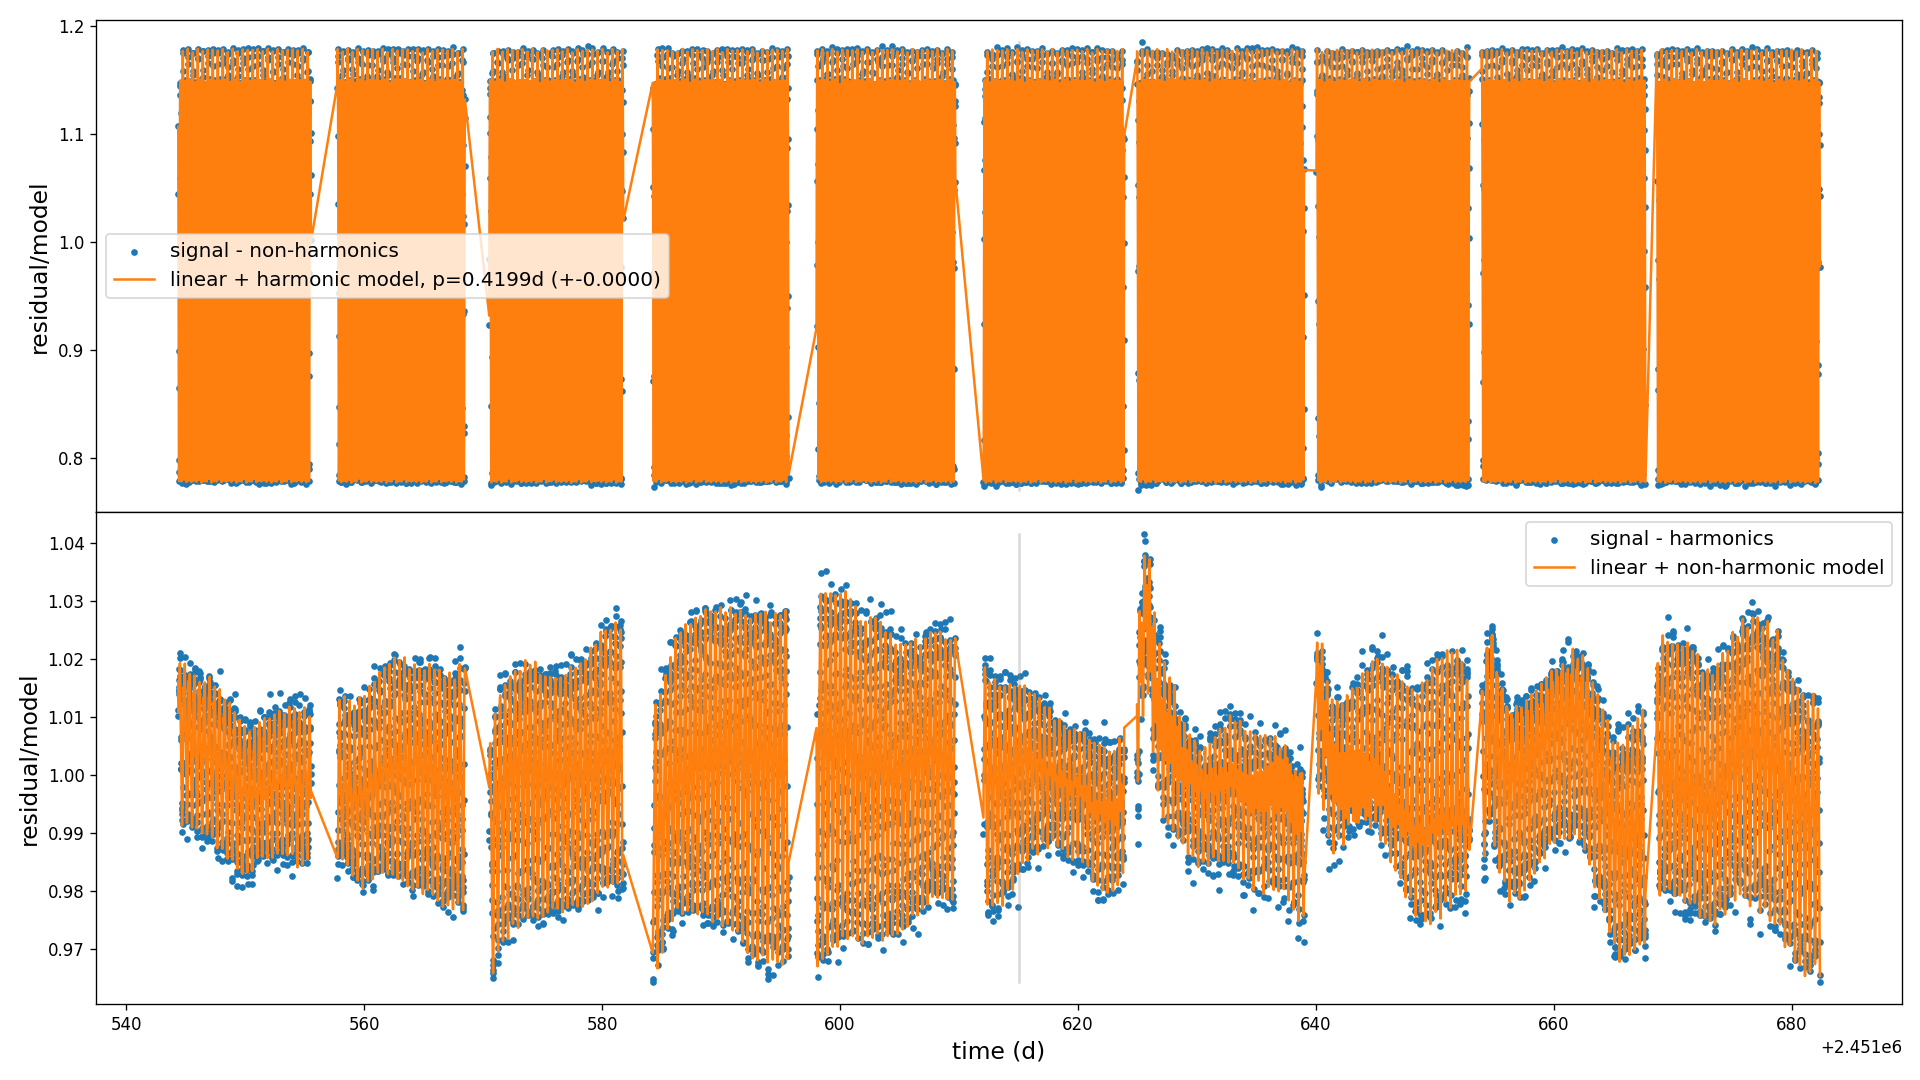 1.2
1.1
1.0
0.9
0.8
residual/model
signal - non-harmonics
linear + harmonic model, p=0.4199d (+-0.0000)
1.04
1.03
1.02
1.01
1.00
0.99
0.98
0.97
residual/model
signal - harmonics
linear + non-harmonic model
540 560 580 600 620 640 660 680
time (d)
+2.451e6